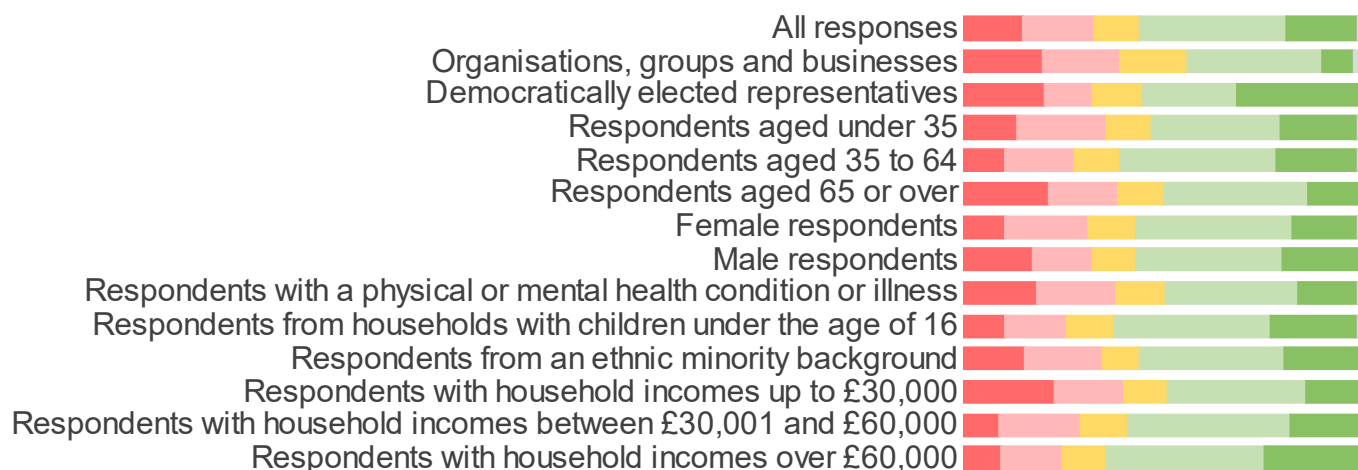 All responses
Organisations, groups and businesses
Democratically elected representatives
Respondents aged under 35
Respondents aged 35 to 64
Respondents aged 65 or over
Female respondents
Male respondents
Respondents with a physical or mental health condition or illness
Respondents from households with children under the age of 16
Respondents from an ethnic minority background
Respondents with household incomes up to £30,000
Respondents with household incomes between £30,001 and £60,000
Respondents with household incomes over £60,000